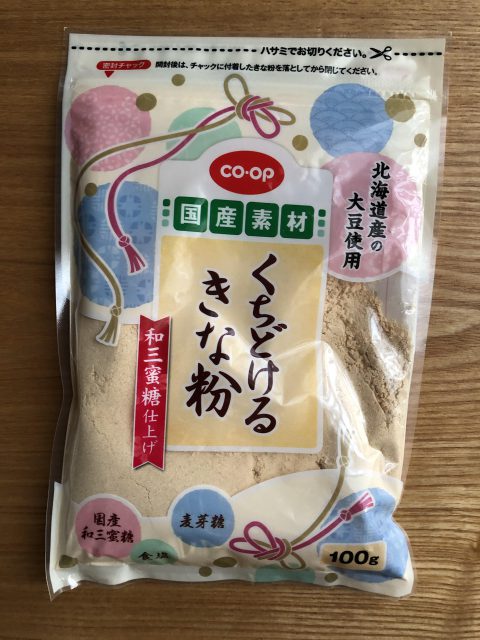 ハサミでお切りください。
密封チャック
開封後は、チャックに付着したきな粉を落としてから閉じてください。
co·op
国産素材
北海道産の
大豆使用
くちどける
きな粉
和三蜜糖仕上げ
国産
和三蜜糖
食塩
麦芽糖
100g